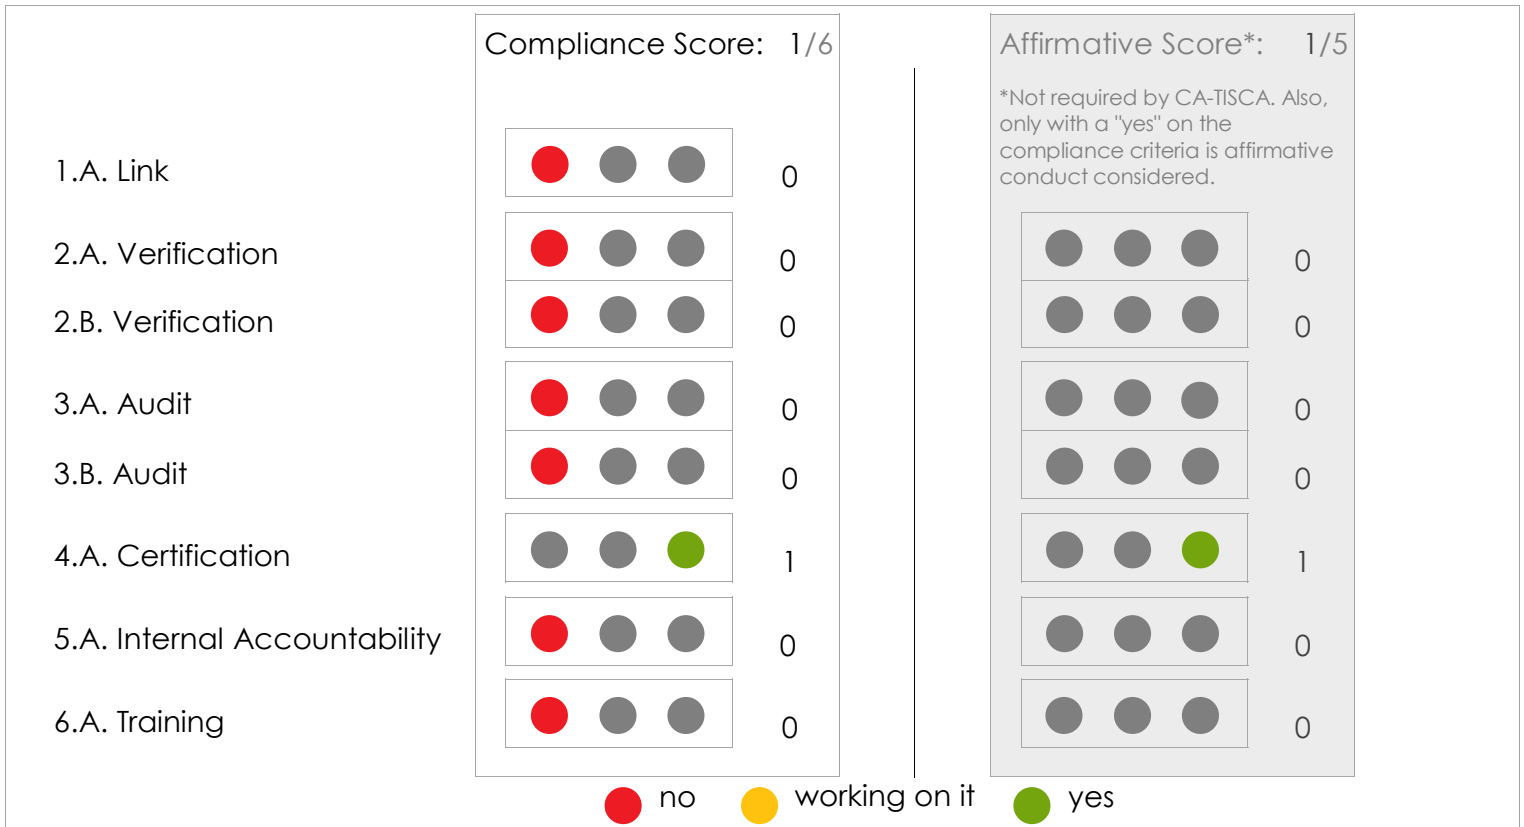 Compliance Score: 1/6
Affirmative Score*: 1/5
*Not required by CA-TISCA. Also,
only with a "yes" on the
compliance criteria is affirmative
conduct considered.
1.A. Link 0
2.A. Verification 0 0
2.B. Verification 0 0
3.A. Audit 0 0
3.B. Audit 0 0
4.A. Certification 1 1
5.A. Internal Accountability 0 0
6.A. Training 0 0
no working on it yes